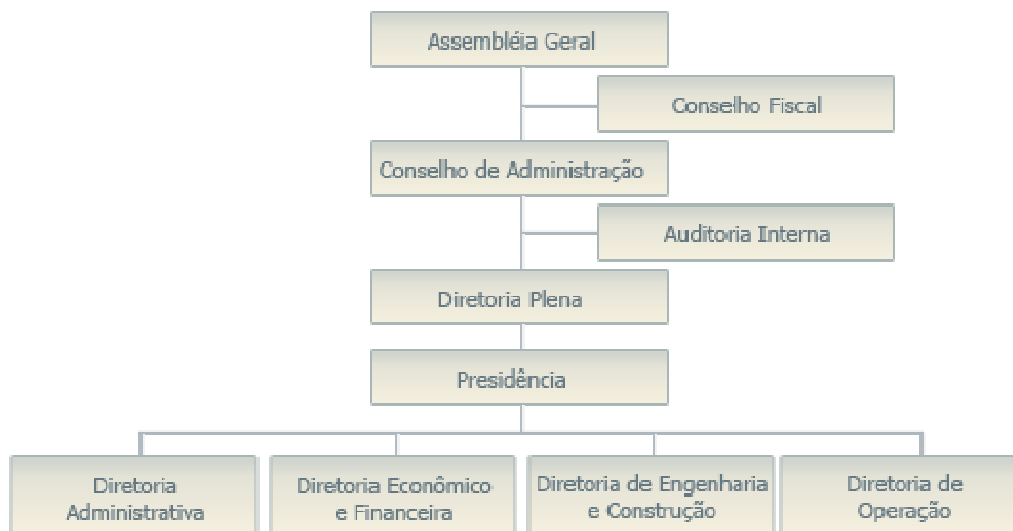 Assembléia Geral
Conselho Fiscal
Conselho de Administração
Auditoria Interna
Diretoria Plena
Presidência
Diretoria
Administrativa
Diretoria Econômico
e Financeira
Diretoria de Engenharia
e Construção
Diretoria de
Operação